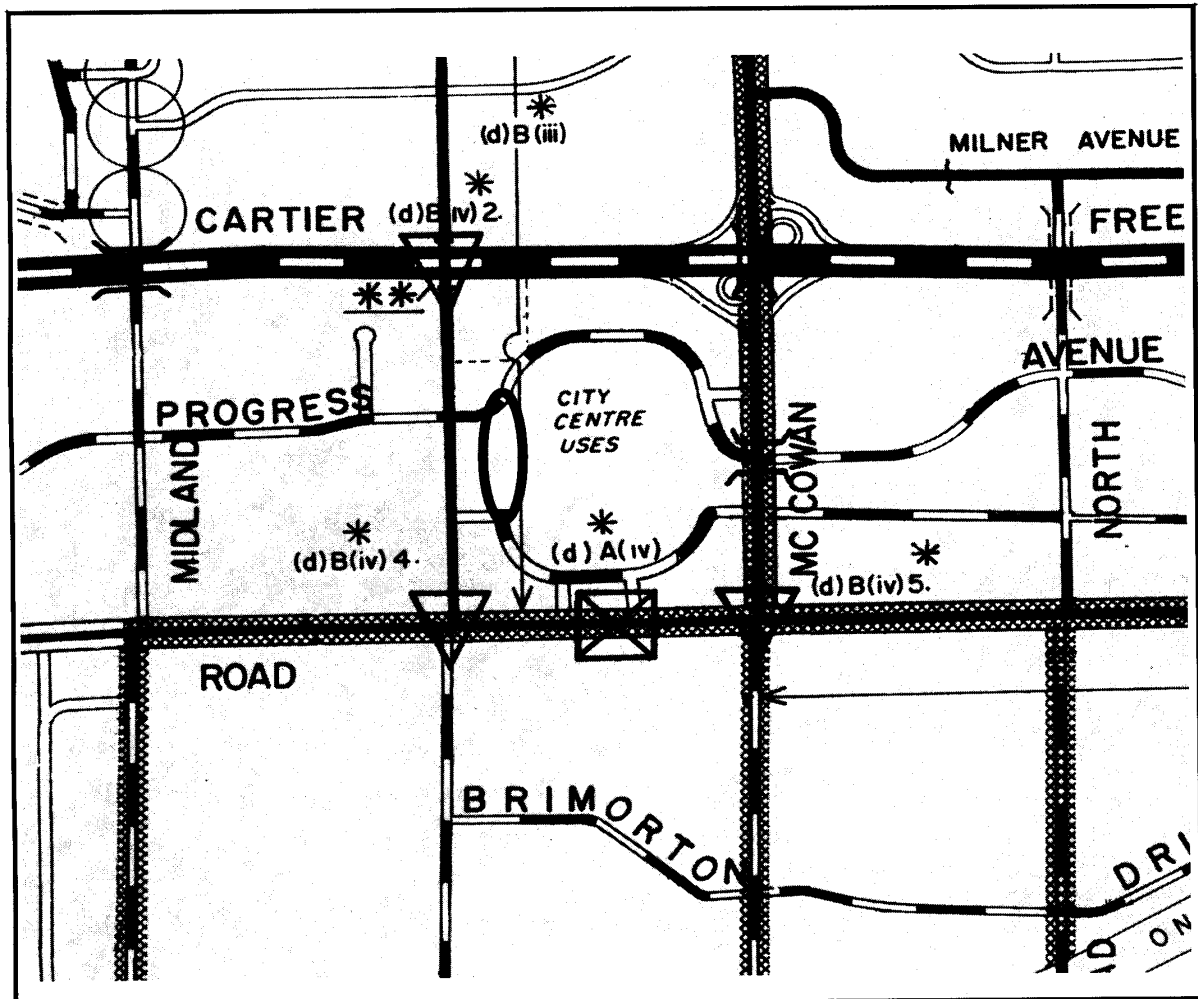 (d)B(iii)
MILNER AVENUE
CARTIER
(d)B(iv)2.
FREE
AVENUE
PROGRESS
CITY
CENTRE
USES
MIDLAND
MC COWAN
NORTH
(d)B(iv)4.
(d)A(iv)
(d)B(iv)5.
ROAD
BRIMORTON
DRI
ON
AD